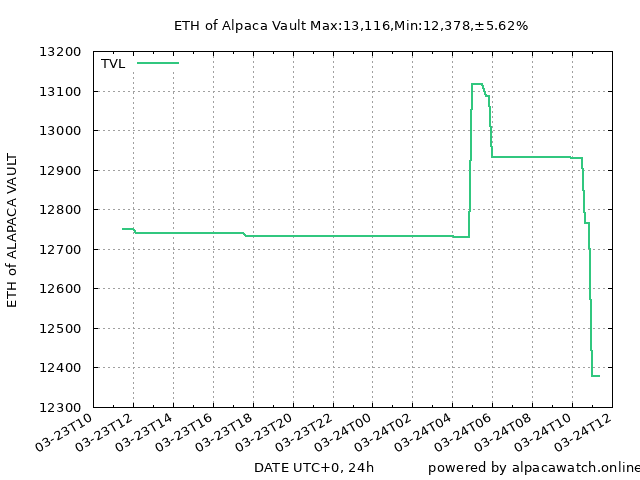 ETH of Alpaca Vault Max:13,116,Min:12,378,±5.62%
13200
TVL
13100
13000
12900
12800
12700
12600
12500
12400
12300
ETH of ALAPACA VAULT
03-23T10
03-23T12
03-23T14
03-23T16
03-23T18
03-23T20
03-23T22
03-24T00
03-24T02
03-24T04
03-24T06
03-24T08
03-24T10
03-24T12
DATE UTC+0, 24h
powered by alpacawatch.online